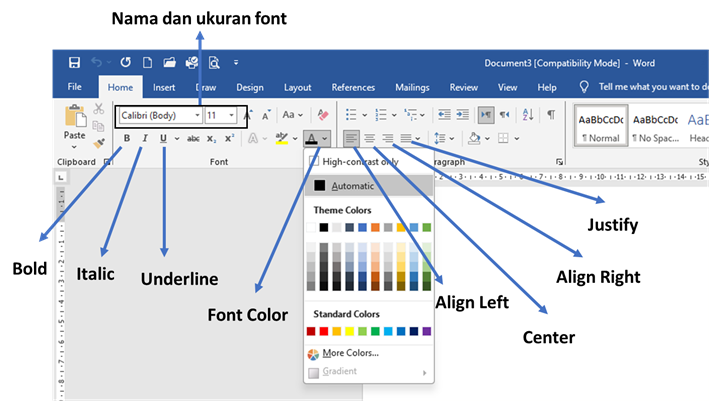 Nama dan ukuran font
Document3 [Compatibility Mode] - Word
File Home Insert Draw Design Layout References Mailings Review View Help Tell me what you want to do
Calibri (Body) 11 Aa
Paste
B I U abc X₂ X² A
AaBbCcDc AaBbCcDc
¶ Normal ¶ No Spac... Head
Clipboard Font
High-contrast only
Automatic
Theme Colors
Standard Colors
More Colors...
Gradient
Bold
Italic
Underline
Font Color
Align Left
Center
Align Right
Justify